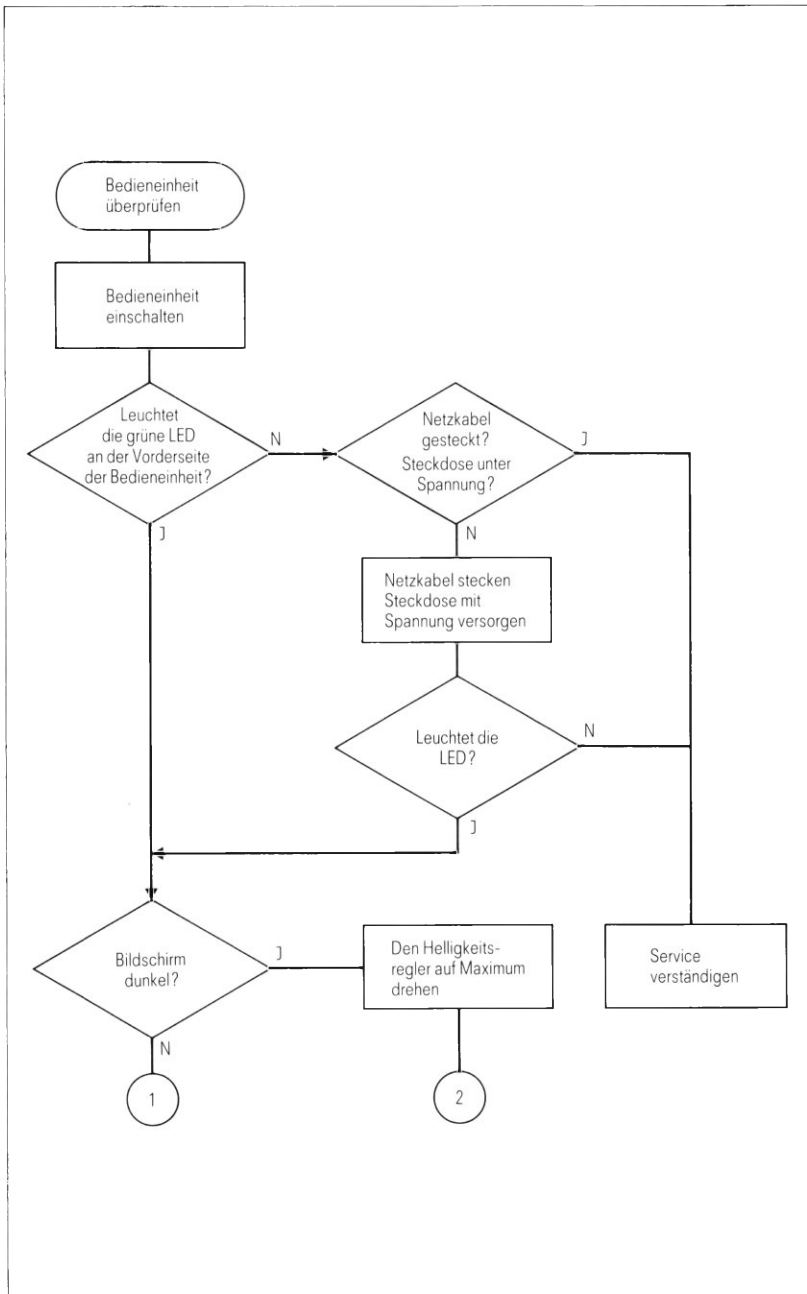 Bedieneinheit
überprüfen
Bedieneinheit
einschalten
Leuchtet
die grüne LED
an der Vorderseite
der Bedieneinheit?
N
J
Netzkabel
gesteckt?
Steckdose unter
Spannung?
J
N
Netzkabel stecken
Steckdose mit
Spannung versorgen
Leuchtet die
LED?
N
J
Bildschirm
dunkel?
J
N
Den Helligkeits-
regler auf Maximum
drehen
Service
verständigen
1
2